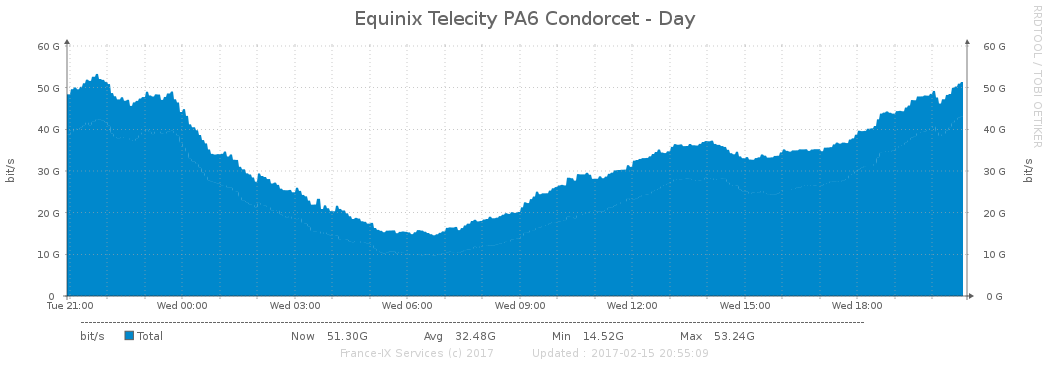 Equinix Telecity PA6 Condorcet - Day
RRDTOOL / TOBI OETIKER
60 G 60 G
50 G 50 G
40 G 40 G
30 G 30 G
20 G 20 G
10 G 10 G
0 0 G
bit/s bit/s
Tue 21:00 Wed 00:00 Wed 03:00 Wed 06:00 Wed 09:00 Wed 12:00 Wed 15:00 Wed 18:00
bit/s Total Now 51.30G Avg 32.48G Min 14.52G Max 53.24G
France-IX Services (c) 2017 Updated : 2017-02-15 20:55:09